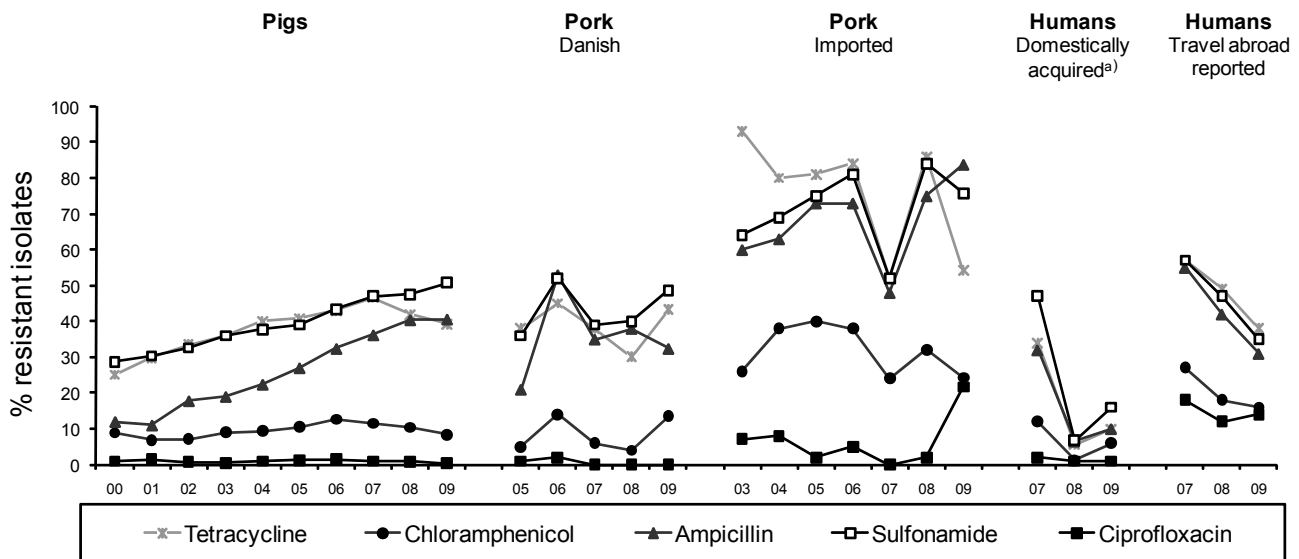 Pigs
Pork
Danish
Pork
Imported
Humans
Domestically
acquired a)
Humans
Travel abroad
reported
% resistant isolates
100
90
80
70
60
50
40
30
20
10
0
00 01 02 03 04 05 06 07 08 09
05 06 07 08 09
03 04 05 06 07 08 09
07 08 09
07 08 09
Tetracycline Chloramphenicol Ampicillin Sulfonamide Ciprofloxacin